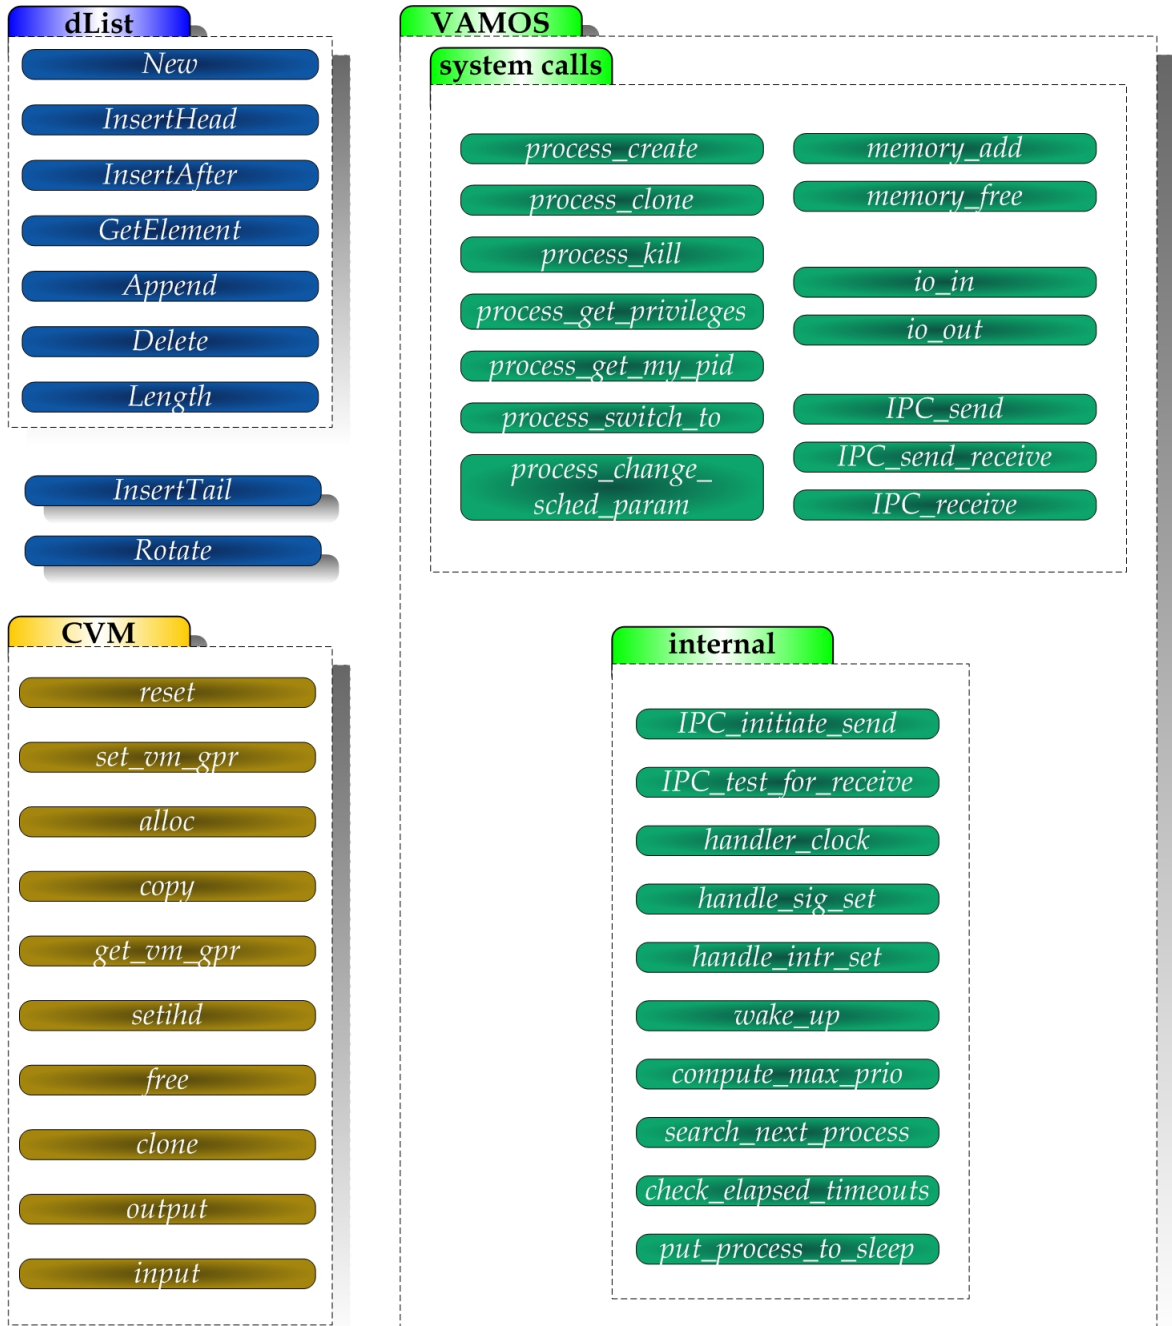 dList
New
InsertHead
InsertAfter
GetElement
Append
Delete
Length
InsertTail
Rotate
CVM
reset
set_vm_gpr
alloc
copy
get_vm_gpr
setihd
free
clone
output
input
VAMOS
system calls
process_create
process_clone
process_kill
process_get_privileges
process_get_my_pid
process_switch_to
process_change_
sched_param
memory_add
memory_free
io_in
io_out
IPC_send
IPC_send_receive
IPC_receive
internal
IPC_initiate_send
IPC_test_for_receive
handler_clock
handle_sig_set
handle_intr_set
wake_up
compute_max_prio
search_next_process
check_elapsed_timeouts
put_process_to_sleep